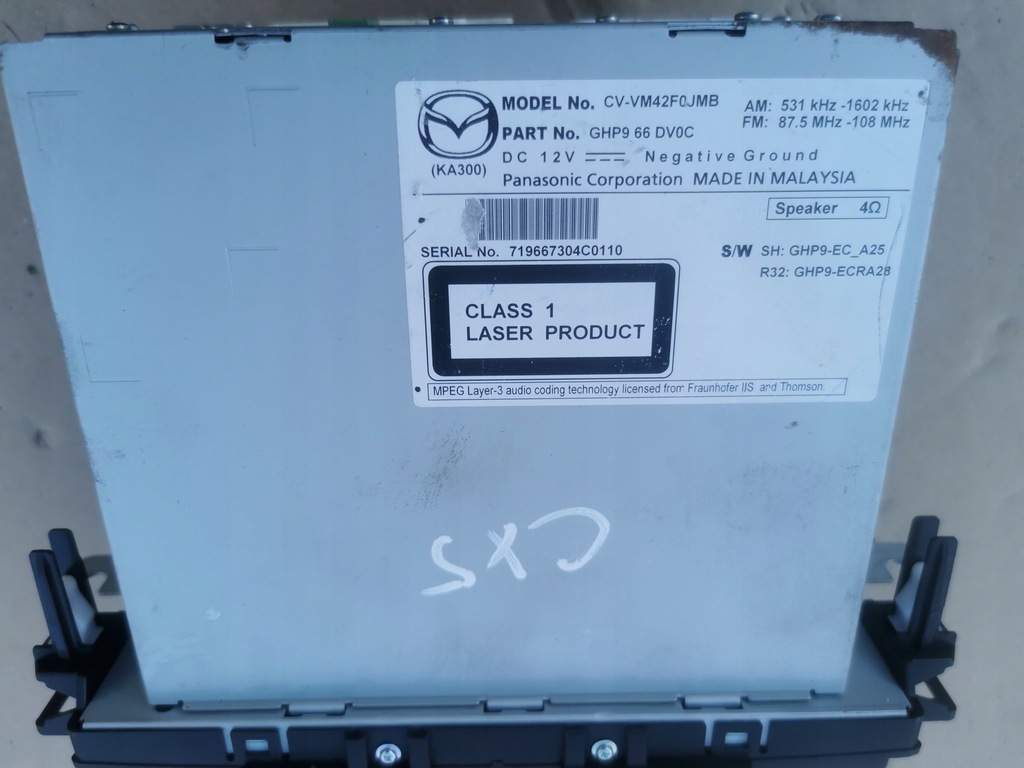 MODEL No. CV-VM42F0JMB
AM: 531 kHz -1602 kHz
PART No. GHP9 66 DV0C
FM: 87.5 MHz -108 MHz
(KA300)
DC 12V Negative Ground
Panasonic Corporation MADE IN MALAYSIA
Speaker 4Ω
SERIAL No. 719667304C0110
S/W SH: GHP9-EC_A25
R32: GHP9-ECRA28
CLASS 1
LASER PRODUCT
MPEG Layer-3 audio coding technology licensed from Fraunhofer IIS and Thomson.
CX5